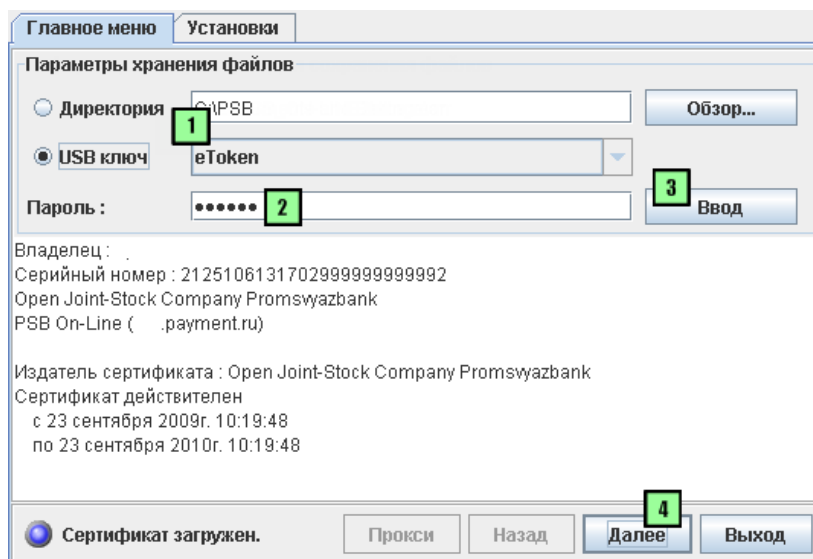 Главное меню Установки
Параметры хранения файлов
Директория C:\PSB Обзор...
1
USB ключ eToken
3
Пароль : •••••• 2 Ввод
Владелец :
Серийный номер : 2125106131702999999999992
Open Joint-Stock Company Promsvyazbank
PSB On-Line ( .payment.ru)
Издатель сертификата : Open Joint-Stock Company Promsvyazbank
Сертификат действителен
с 23 сентября 2009г. 10:19:48
по 23 сентября 2010г. 10:19:48
4
Сертификат загружен. Прокси Назад Далее Выход